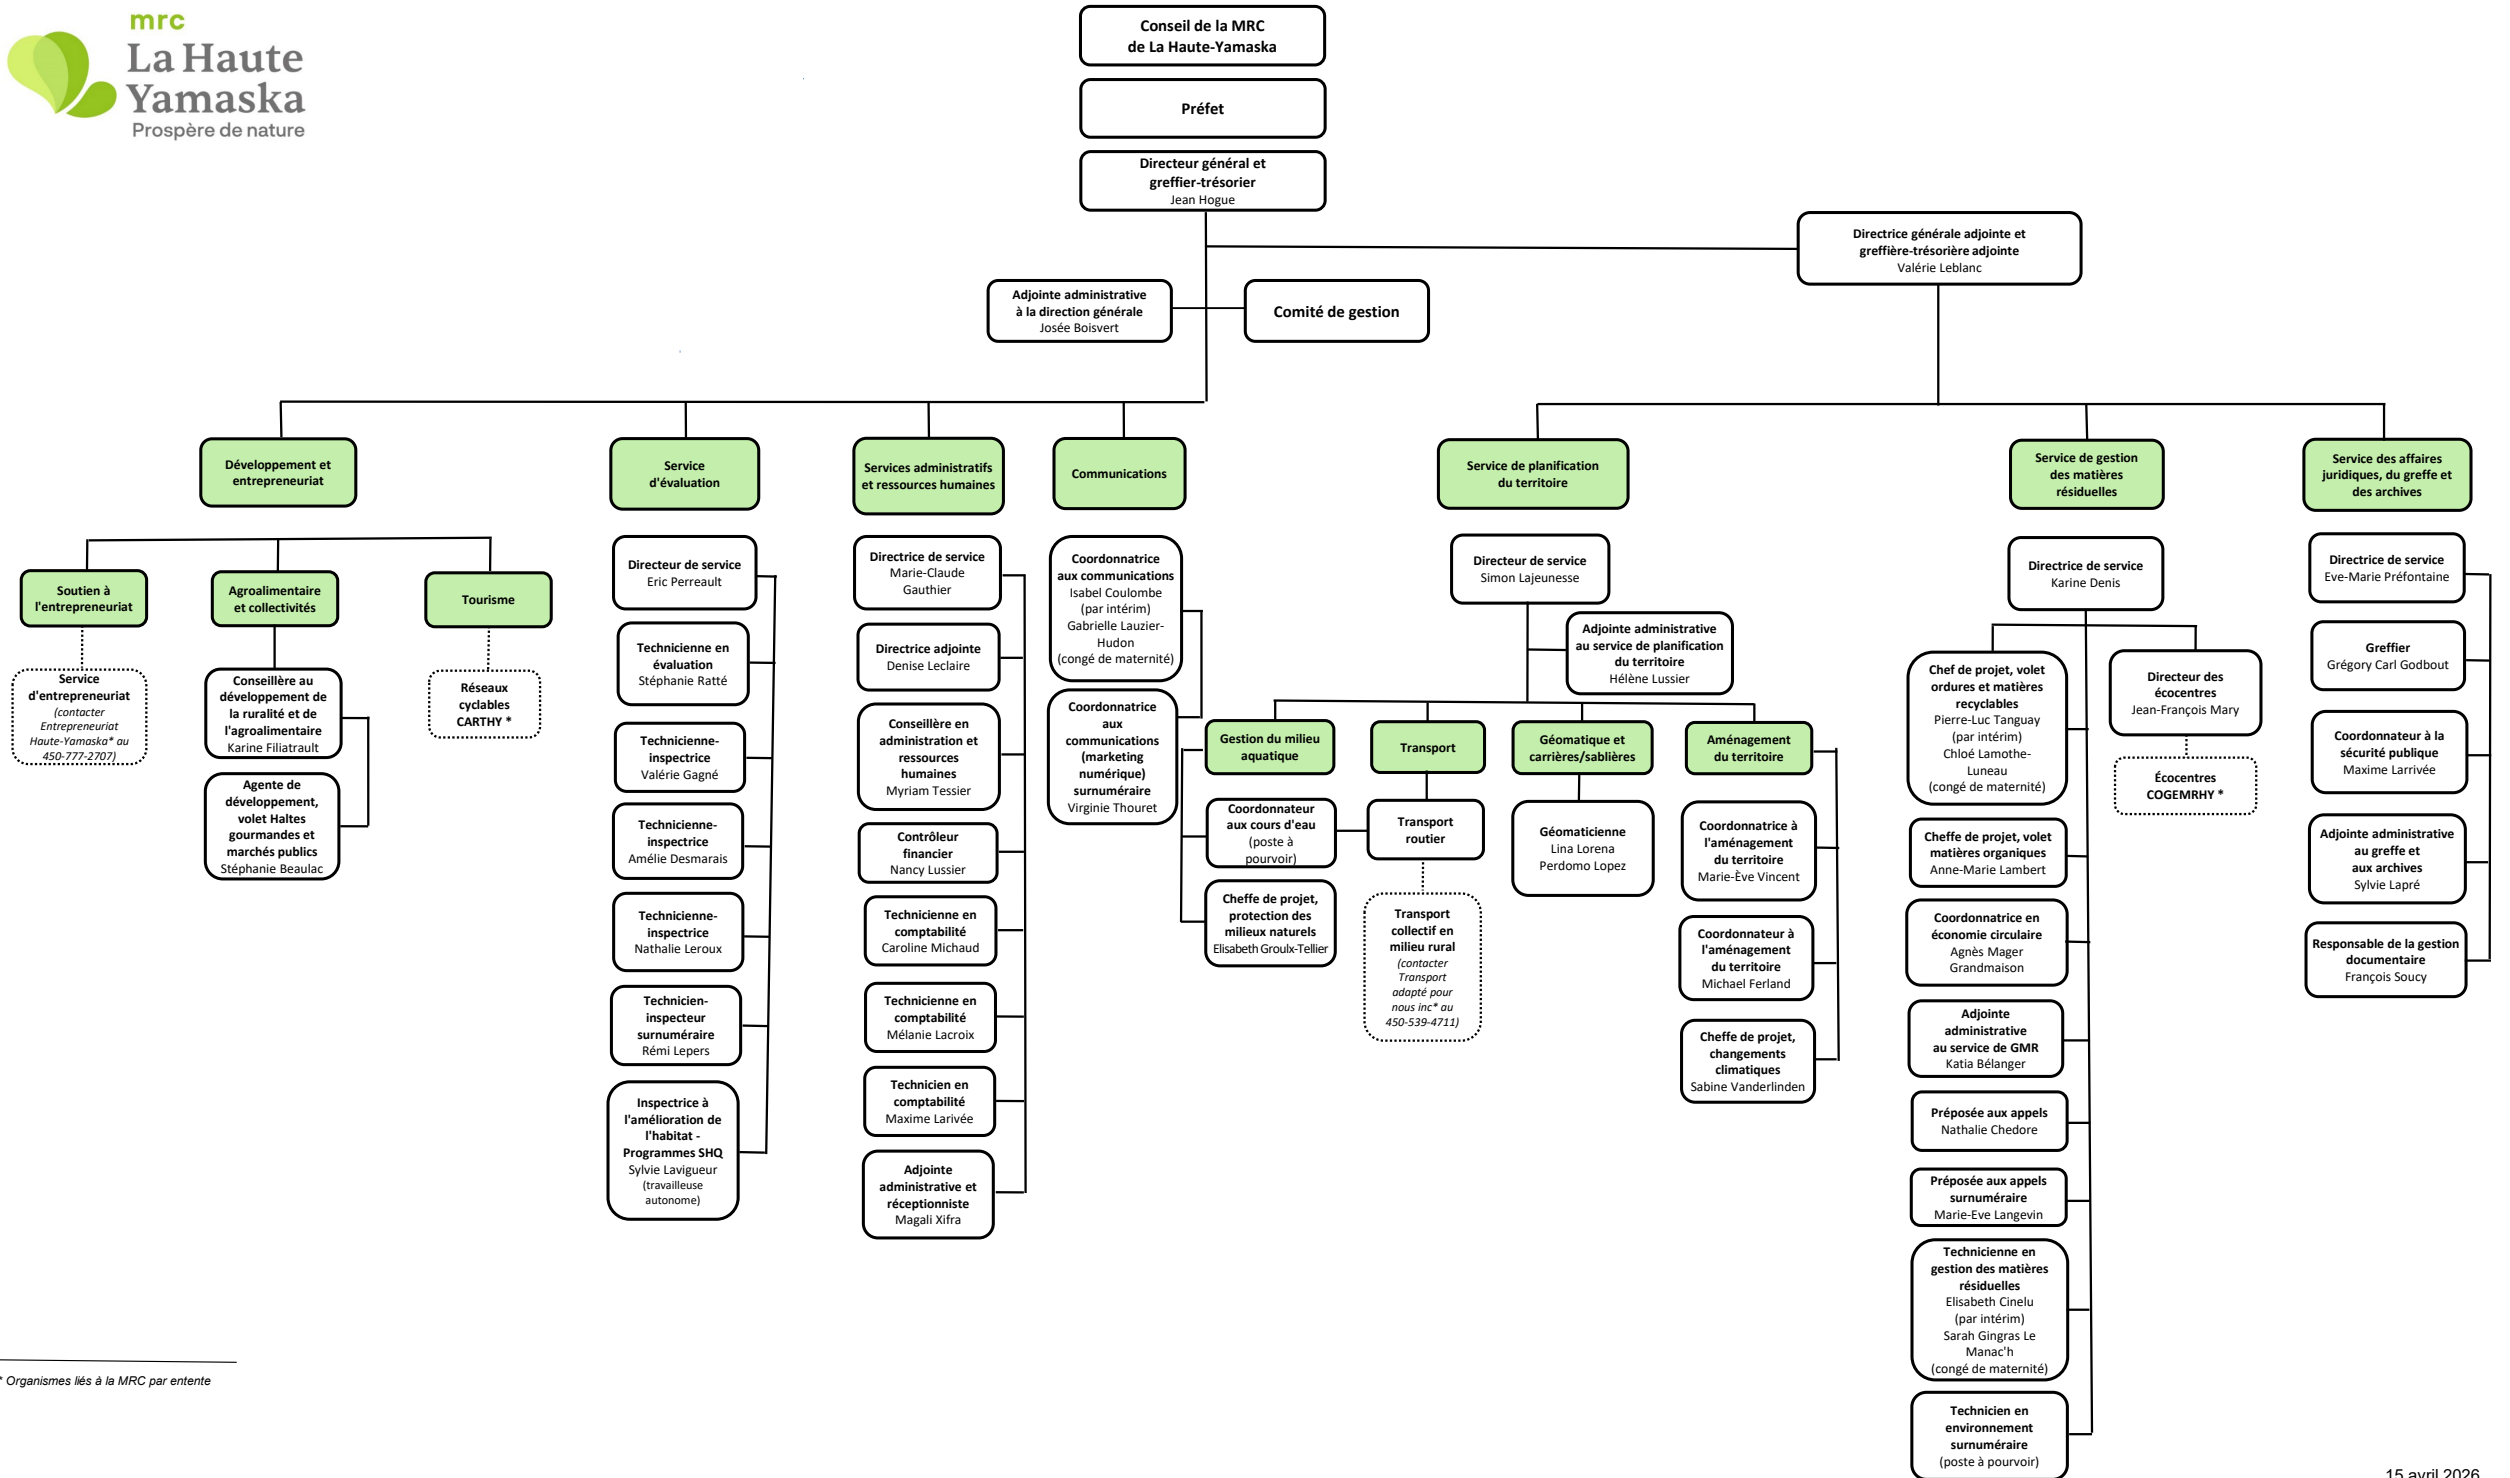 mrc
La Haute
Yamaska
Prospère de nature
Conseil de la MRC
de La Haute-Yamaska
Préfet
Directeur général et
greffier-trésorier
Jean Hogue
Directrice générale adjointe et
greffière-trésorière adjointe
Valérie Leblanc
Adjointe administrative
à la direction générale
Josée Boisvert
Comité de gestion
Développement et
entrepreneuriat
Soutien à
l'entrepreneuriat
Service
d'entrepreneuriat
(contacter
Entrepreneuriat
Haute-Yamaska* au
450-777-2707)
Agroalimentaire
et collectivités
Conseillère au
développement de
la ruralité et de
l'agroalimentaire
Karine Filiatrault
Agente de
développement,
volet Haltes
gourmandes et
marchés publics
Stéphanie Beaulac
Tourisme
Réseaux
cyclables
CARTHY *
Service
d'évaluation
Directeur de service
Eric Perreault
Technicienne en
évaluation
Stéphanie Ratté
Technicienne-
inspectrice
Valérie Gagné
Technicienne-
inspectrice
Amélie Desmarais
Technicienne-
inspectrice
Nathalie Leroux
Technicien-
inspecteur
surnuméraire
Rémi Lepers
Inspectrice à
l'amélioration de
l'habitat -
Programmes SHQ
Sylvie Lavigueur
(travailleuse
autonome)
Services administratifs
et ressources humaines
Directrice de service
Marie-Claude
Gauthier
Directrice adjointe
Denise Leclaire
Conseillère en
administration et
ressources
humaines
Myriam Tessier
Contrôleur
financier
Nancy Lussier
Technicienne en
comptabilité
Caroline Michaud
Technicienne en
comptabilité
Mélanie Lacroix
Technicien en
comptabilité
Maxime Larivée
Adjointe
administrative et
réceptionniste
Magali Xifra
Communications
Coordonnatrice
aux communications
Isabel Coulombe
(par intérim)
Gabrielle Lauzier-
Hudon
(congé de maternité)
Coordonnatrice
aux
communications
(marketing
numérique)
surnuméraire
Virginie Thouret
Service de planification
du territoire
Directeur de service
Simon Lajeunesse
Adjointe administrative
au service de planification
du territoire
Hélène Lussier
Gestion du milieu
aquatique
Coordonnateur
aux cours d'eau
(poste à
pourvoir)
Cheffe de projet,
protection des
milieux naturels
Elisabeth Groulx-Tellier
Transport
Transport
routier
Transport
collectif en
milieu rural
(contacter
Transport
adapté pour
nous inc* au
450-539-4711)
Géomatique et
carrières/sablières
Géomaticienne
Lina Lorena
Perdomo Lopez
Aménagement
du territoire
Coordonnatrice à
l'aménagement
du territoire
Marie-Ève Vincent
Coordonnateur à
l'aménagement
du territoire
Michael Ferland
Cheffe de projet,
changements
climatiques
Sabine Vanderlinden
Service de gestion
des matières
résiduelles
Directrice de service
Karine Denis
Chef de projet, volet
ordures et matières
recyclables
Pierre-Luc Tanguay
(par intérim)
Chloé Lamothe-
Luneau
(congé de maternité)
Directeur des
écocentres
Jean-François Mary
Écocentres
COGEMRHY *
Cheffe de projet, volet
matières organiques
Anne-Marie Lambert
Coordonnatrice en
économie circulaire
Agnès Mager
Grandmaison
Adjointe
administrative
au service de GMR
Katia Bélanger
Préposée aux appels
Nathalie Chedore
Préposée aux appels
surnuméraire
Marie-Eve Langevin
Technicienne en
gestion des matières
résiduelles
Elisabeth Cinelu
(par intérim)
Sarah Gingras Le
Manac'h
(congé de maternité)
Technicien en
environnement
surnuméraire
(poste à pourvoir)
Service des affaires
juridiques, du greffe et
des archives
Directrice de service
Eve-Marie Préfontaine
Greffier
Grégory Carl Godbout
Coordonnateur à la
sécurité publique
Maxime Larrivée
Adjointe administrative
au greffe et
aux archives
Sylvie Lapré
Responsable de la gestion
documentaire
François Soucy
* Organismes liés à la MRC par entente
15 avril 2026